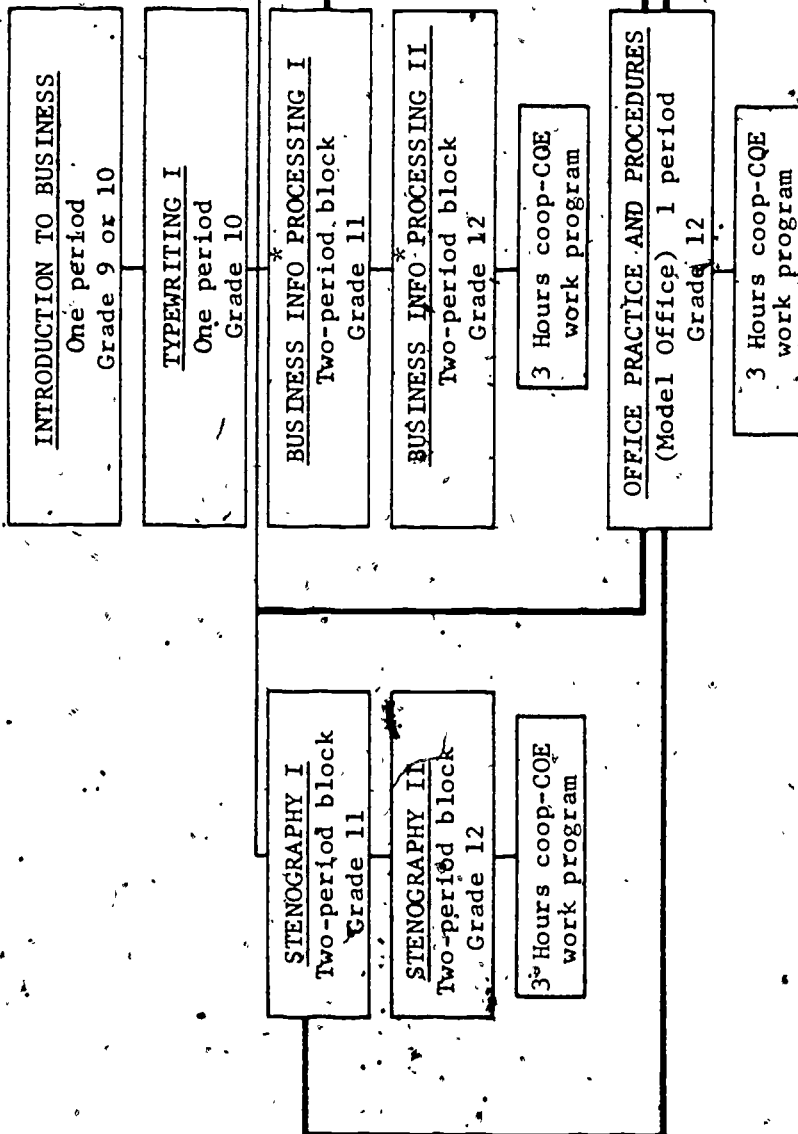 INTRODUCTION TO BUSINESS
One period
Grade 9 or 10
TYPEWRITING I
One period
Grade 10
BUSINESS INFO PROCESSING I
*
Two-period block
Grade 11
BUSINESS INFO PROCESSING II
*
Two-period block
Grade 12
3 Hours coop-COE
work program
OFFICE PRACTICE AND PROCEDURES
(Model Office) 1 period
Grade 12
3 Hours coop-COE
work program
STENOGRAPHY I
Two-period block
Grade 11
STENOGRAPHY II
Two-period block
Grade 12
3 Hours coop-COE
work program